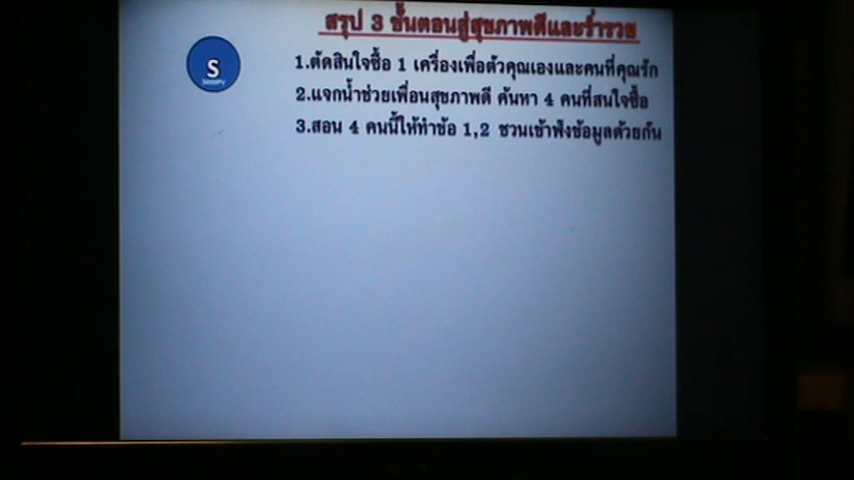 สรุป 3 ขั้นตอนสู่สุขภาพดีและร่ำรวย
S
1.ตัดสินใจซื้อ 1 เครื่องเพื่อตัวคุณเองและคนที่คุณรัก
2.แจกน้ำช่วยเพื่อนสุขภาพดี ค้นหา 4 คนที่สนใจซื้อ
3.สอน 4 คนนี้ให้ทำข้อ 1,2 ชวนเข้าฟังข้อมูลด้วยกัน